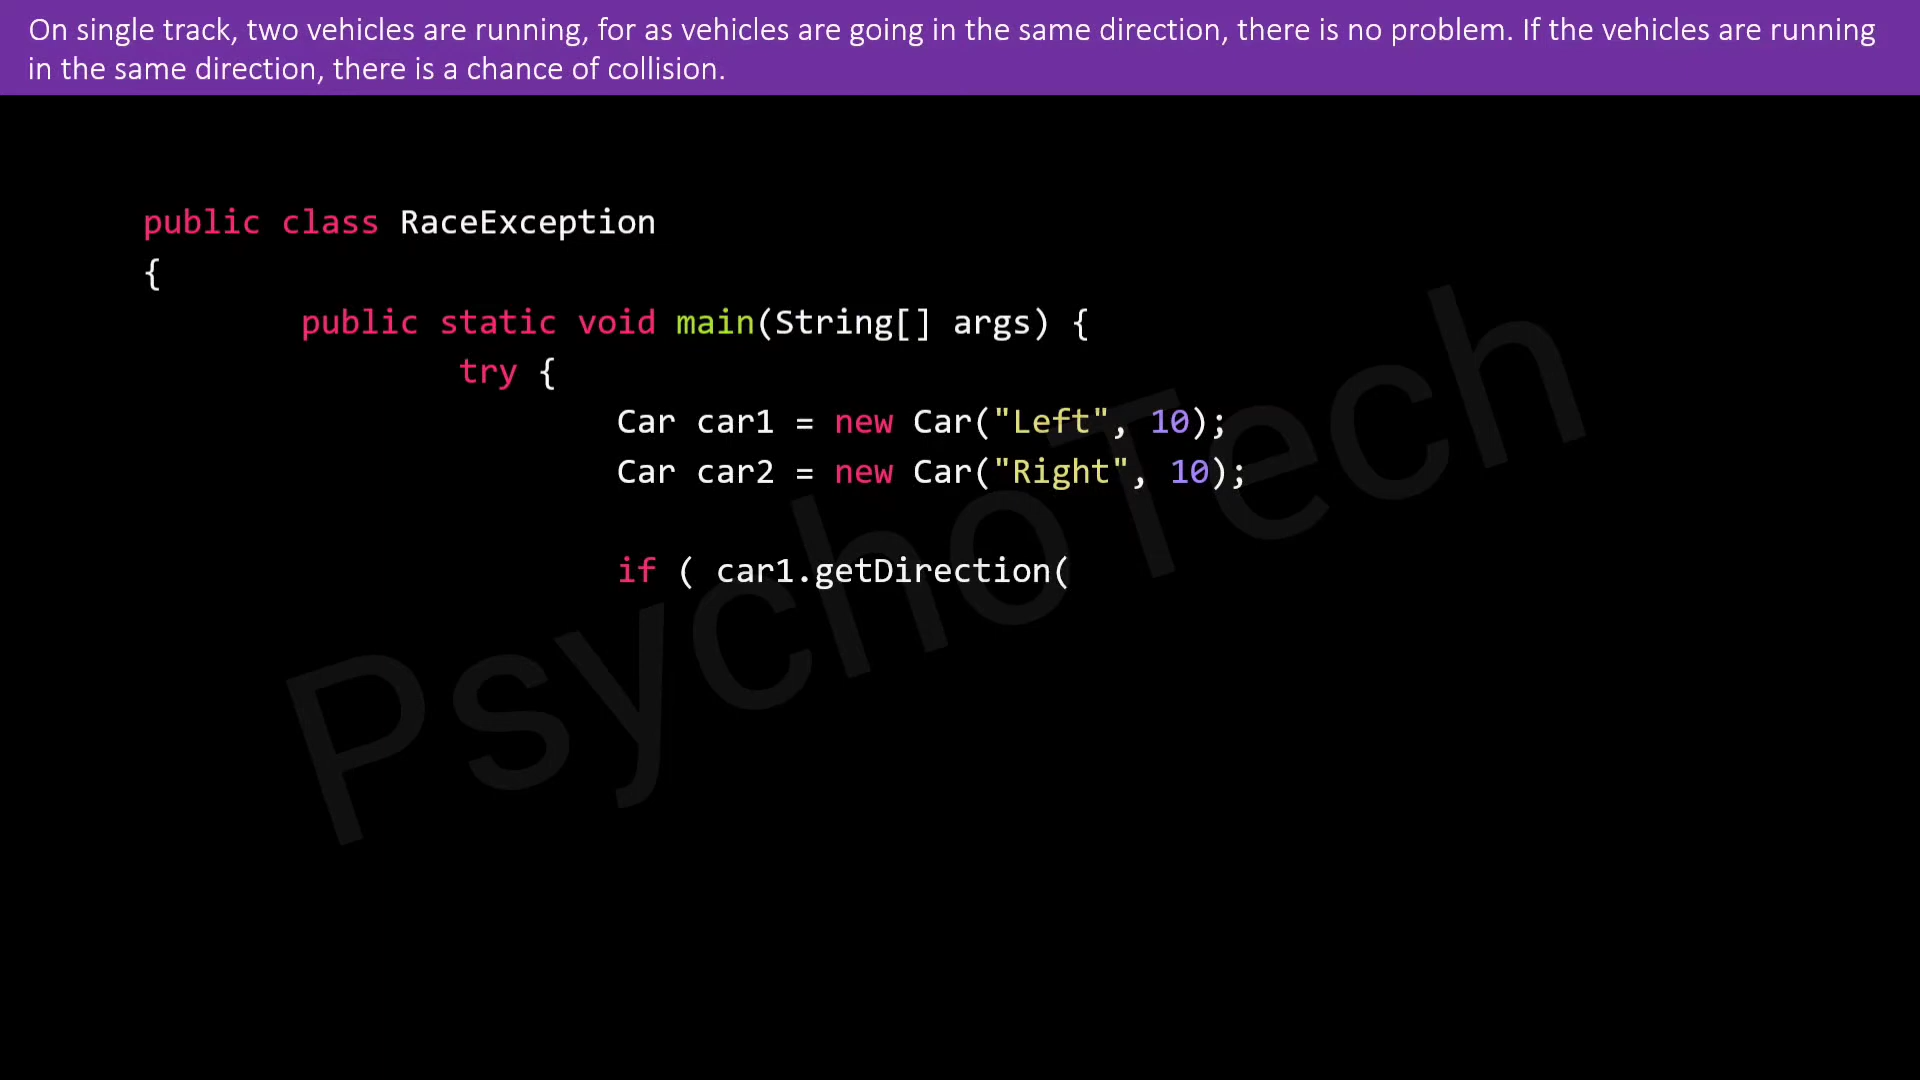 On single track, two vehicles are running, for as vehicles are going in the same direction, there is no problem. If the vehicles are running
in the same direction, there is a chance of collision.
public class RaceException
{
public static void main(String[] args) {
try {
Car car1 = new Car("Left", 10);
Car car2 = new Car("Right", 10);
if ( car1.getDirection(
PsychoTech